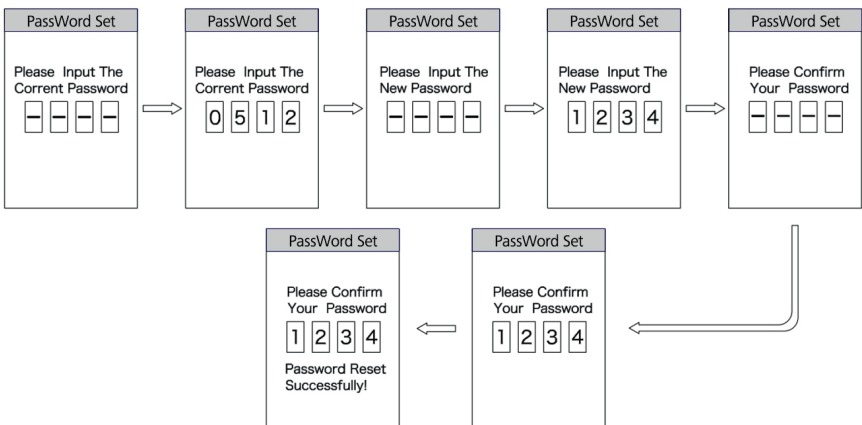 PassWord Set
Please Input The
Corrent Password
- - - -
PassWord Set
Please Input The
Corrent Password
0 5 1 2
PassWord Set
Please Input The
New Password
- - - -
PassWord Set
Please Input The
New Password
1 2 3 4
PassWord Set
Please Confirm
Your Password
- - - -
PassWord Set
Please Confirm
Your Password
1 2 3 4
PassWord Set
Please Confirm
Your Password
1 2 3 4
Password Reset
Successfully!